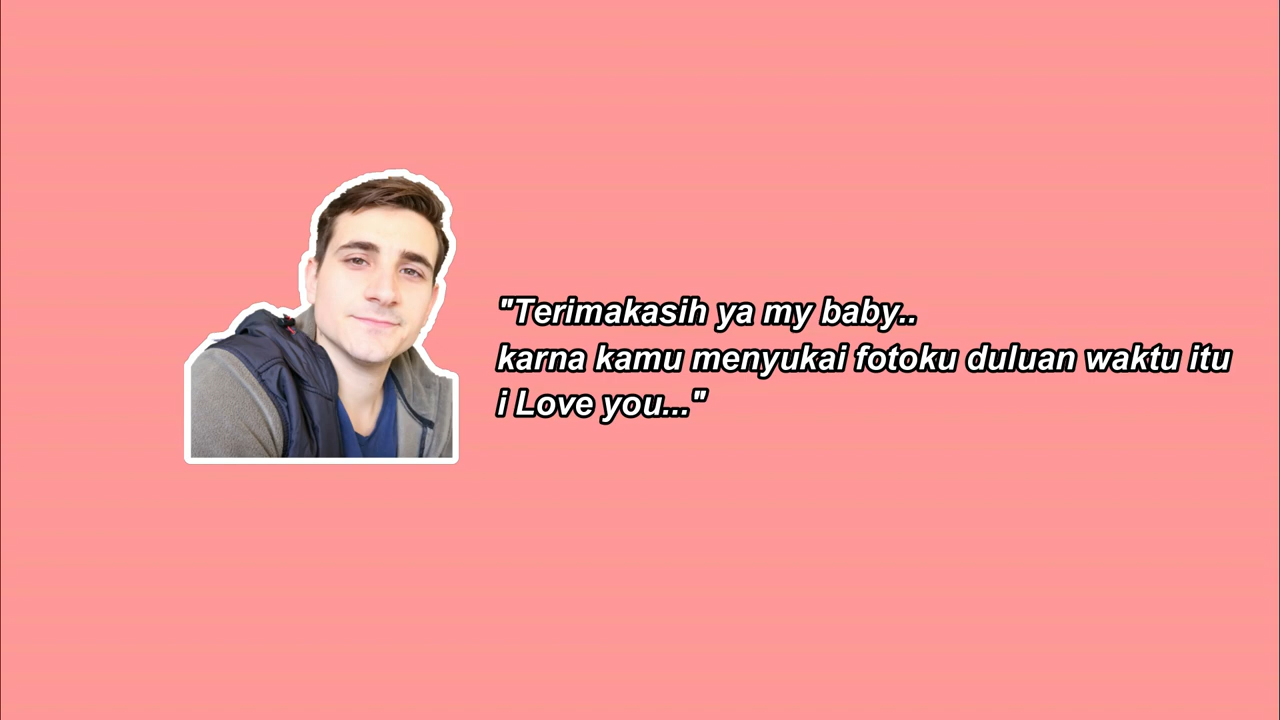 "Terimakasih ya my baby..
karna kamu menyukai fotoku duluan waktu itu
i Love you..."